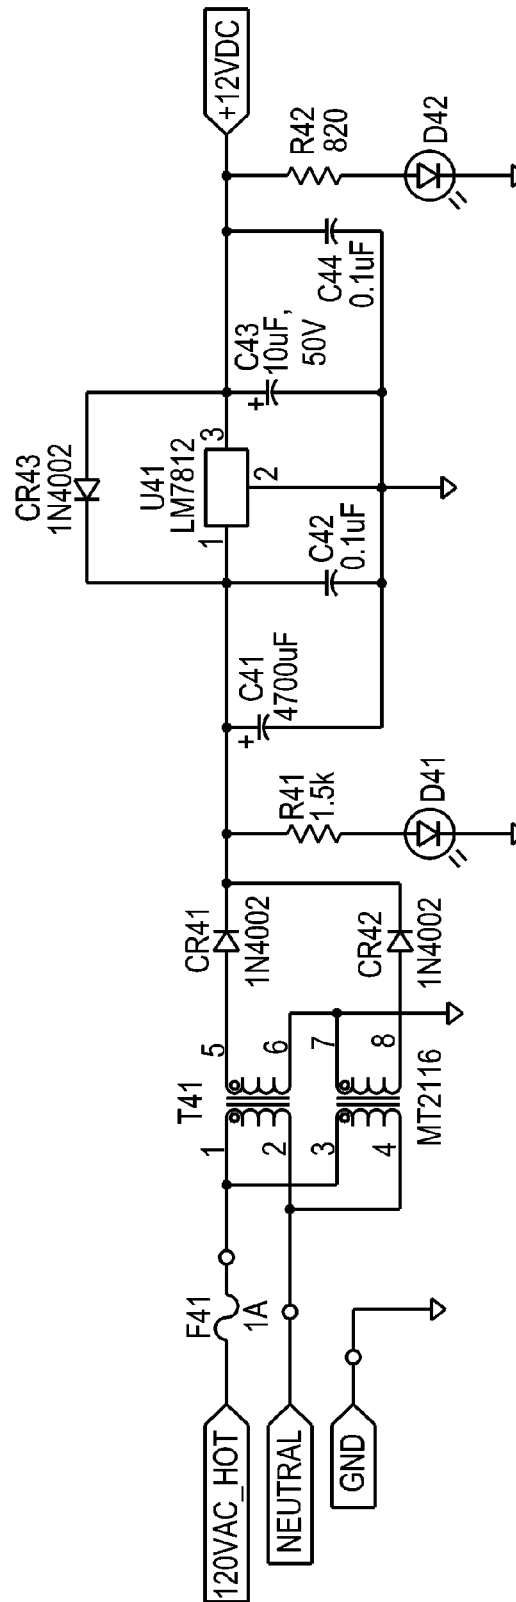 120VAC_HOT
NEUTRAL
GND
F41
1A
T41
1
2
3
4
5
6
7
8
MT2116
CR41
1N4002
CR42
1N4002
R41
1.5k
D41
+
C41
4700uF
CR43
1N4002
U41
LM7812
1
3
2
C42
0.1uF
+
C43
10uF,
50V
C44
0.1uF
R42
820
D42
+12VDC